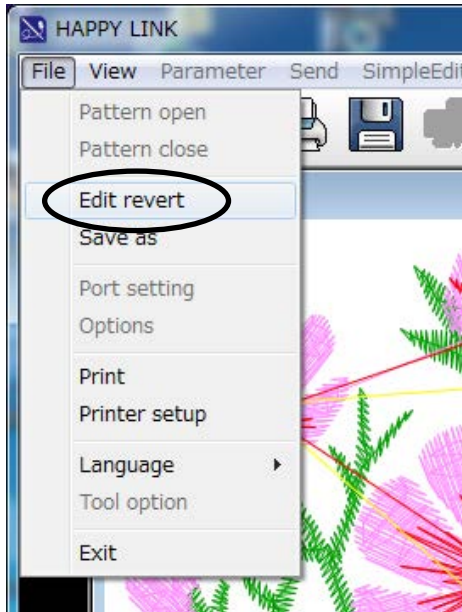 HAPPY LINK
File View Parameter Send SimpleEdit
Pattern open
Pattern close
Edit revert
Save as
Port setting
Options
Print
Printer setup
Language
Tool option
Exit